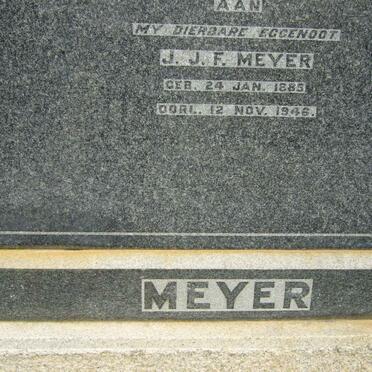 AAN
MY DIERBARE EGGENOOT
J. J. F. MEYER
GEB. 24 JAN. 1885
OORL. 12 NOV. 1946.
MEYER